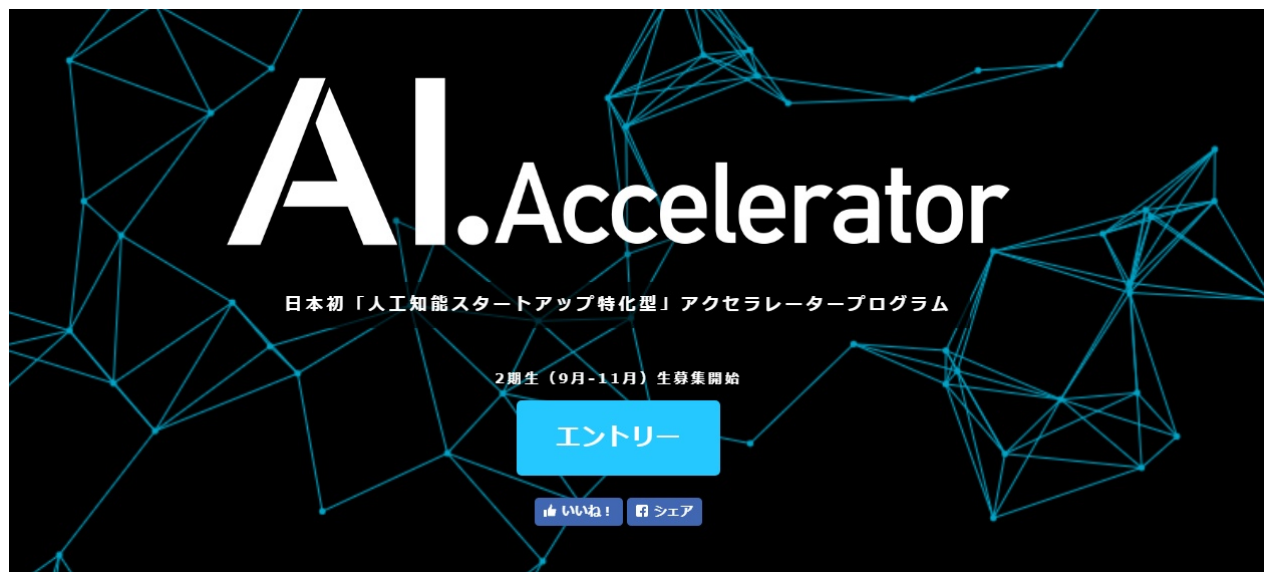 AI.Accelerator
日本初「人工知能スタートアップ特化型」アクセラレータープログラム
2期生（9月-11月）生募集開始
エントリー
いいね！ シェア